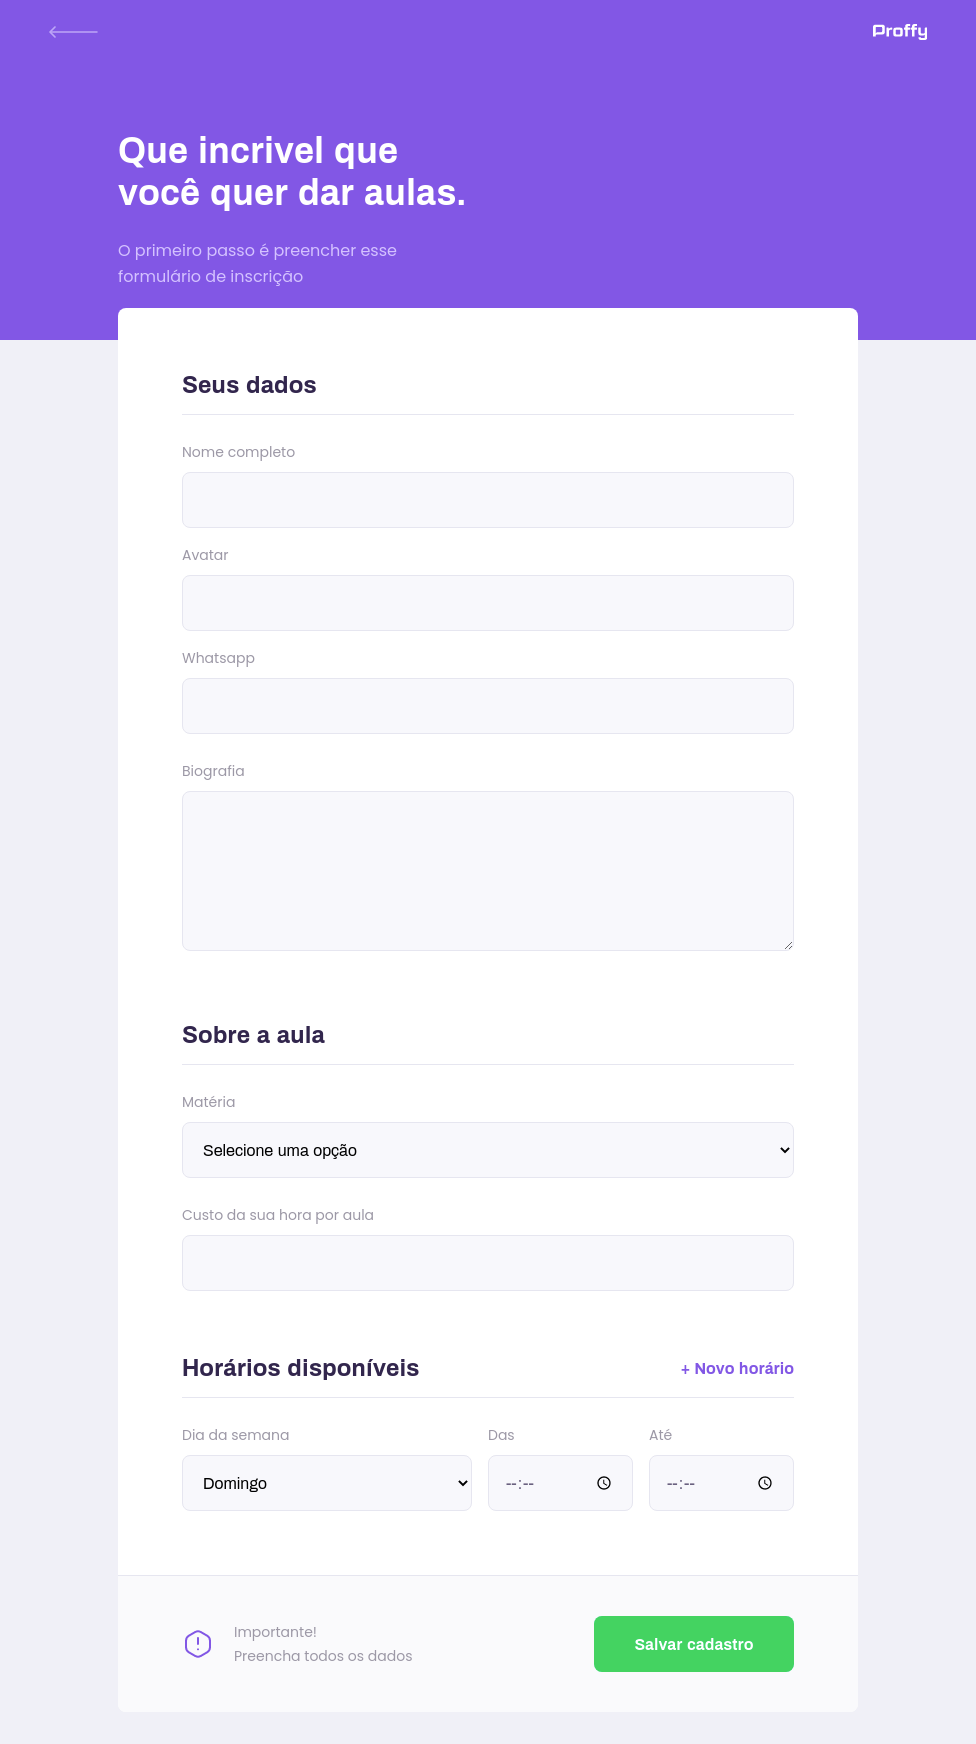 Proffy
Que incrivel que
você quer dar aulas.
O primeiro passo é preencher esse
formulário de inscrição
Seus dados
Nome completo
Avatar
Whatsapp
Biografia
Sobre a aula
Matéria
Selecione uma opção
Custo da sua hora por aula
Horários disponíveis
+ Novo horário
Dia da semana
Das
Até
Domingo
--:--
--:--
Importante!
Preencha todos os dados
Salvar cadastro